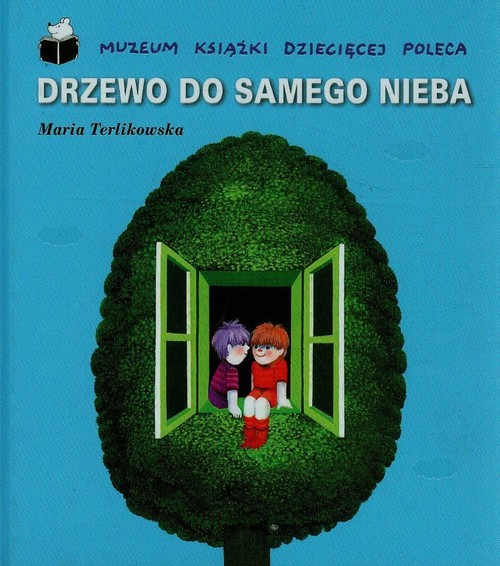 MUZEUM KSIĄŻKI DZIECIĘCEJ POLECA
DRZEWO DO SAMEGO NIEBA
Maria Terlikowska